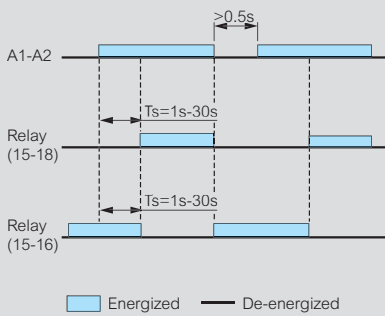 >0.5s
A1-A2
Ts=1s-30s
Relay
(15-18)
Ts=1s-30s
Relay
(15-16)
Energized
De-energized